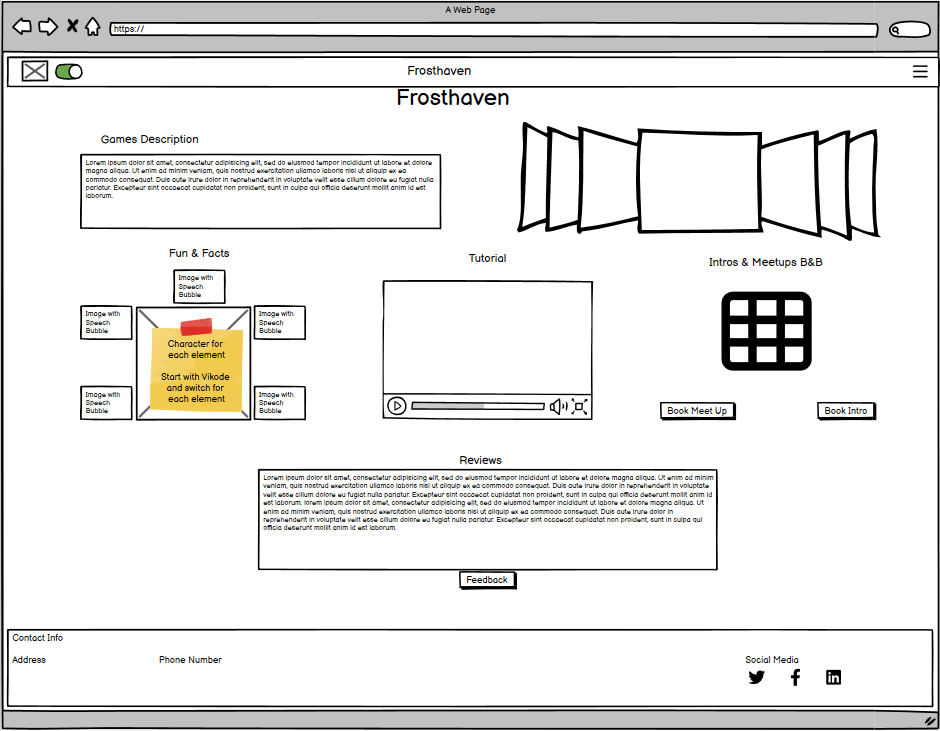 A Web Page
https://
Frosthaven
Frosthaven
Games Description
Lorem ipsum dolor sit amet, consectetur adipisicing elit, sed do eiusmod tempor incididunt ut labore et dolore
magna aliqua. Ut enim ad minim veniam, quis nostrud exercitation ullamco laboris nisi ut aliquip ex ea
commodo consequat. Duis aute irure dolor in reprehenderit in voluptate velit esse cillum dolore eu fugiat nulla
pariatur. Excepteur sint occaecat cupidatat non proident, sunt in culpa qui officia deserunt mollit anim id est
laborum.
Fun & Facts
Image with
Speech
Bubble
Image with
Speech
Bubble
Image with
Speech
Bubble
Character for
each element
Start with Vikode
and switch for
each element
Image with
Speech
Bubble
Image with
Speech
Bubble
Tutorial
Intros & Meetups B&B
Book Meet Up
Book Intro
Reviews
Lorem ipsum dolor sit amet, consectetur adipisicing elit, sed do eiusmod tempor incididunt ut labore et dolore magna aliqua. Ut enim ad minim
veniam, quis nostrud exercitation ullamco laboris nisi ut aliquip ex ea commodo consequat. Duis aute irure dolor in reprehenderit in voluptate
velit esse cillum dolore eu fugiat nulla pariatur. Excepteur sint occaecat cupidatat non proident, sunt in culpa qui officia deserunt mollit anim id
est laborum. lorem ipsum dolor sit amet, consectetur adipisicing elit, sed do eiusmod tempor incididunt ut labore et dolore magna aliqua. Ut
enim ad minim veniam, quis nostrud exercitation ullamco laboris nisi ut aliquip ex ea commodo consequat. Duis aute irure dolor in
reprehenderit in voluptate velit esse cillum dolore eu fugiat nulla pariatur. Excepteur sint occaecat cupidatat non proident, sunt in culpa qui
officia deserunt mollit anim id est laborum.
Feedback
Contact Info
Address
Phone Number
Social Media